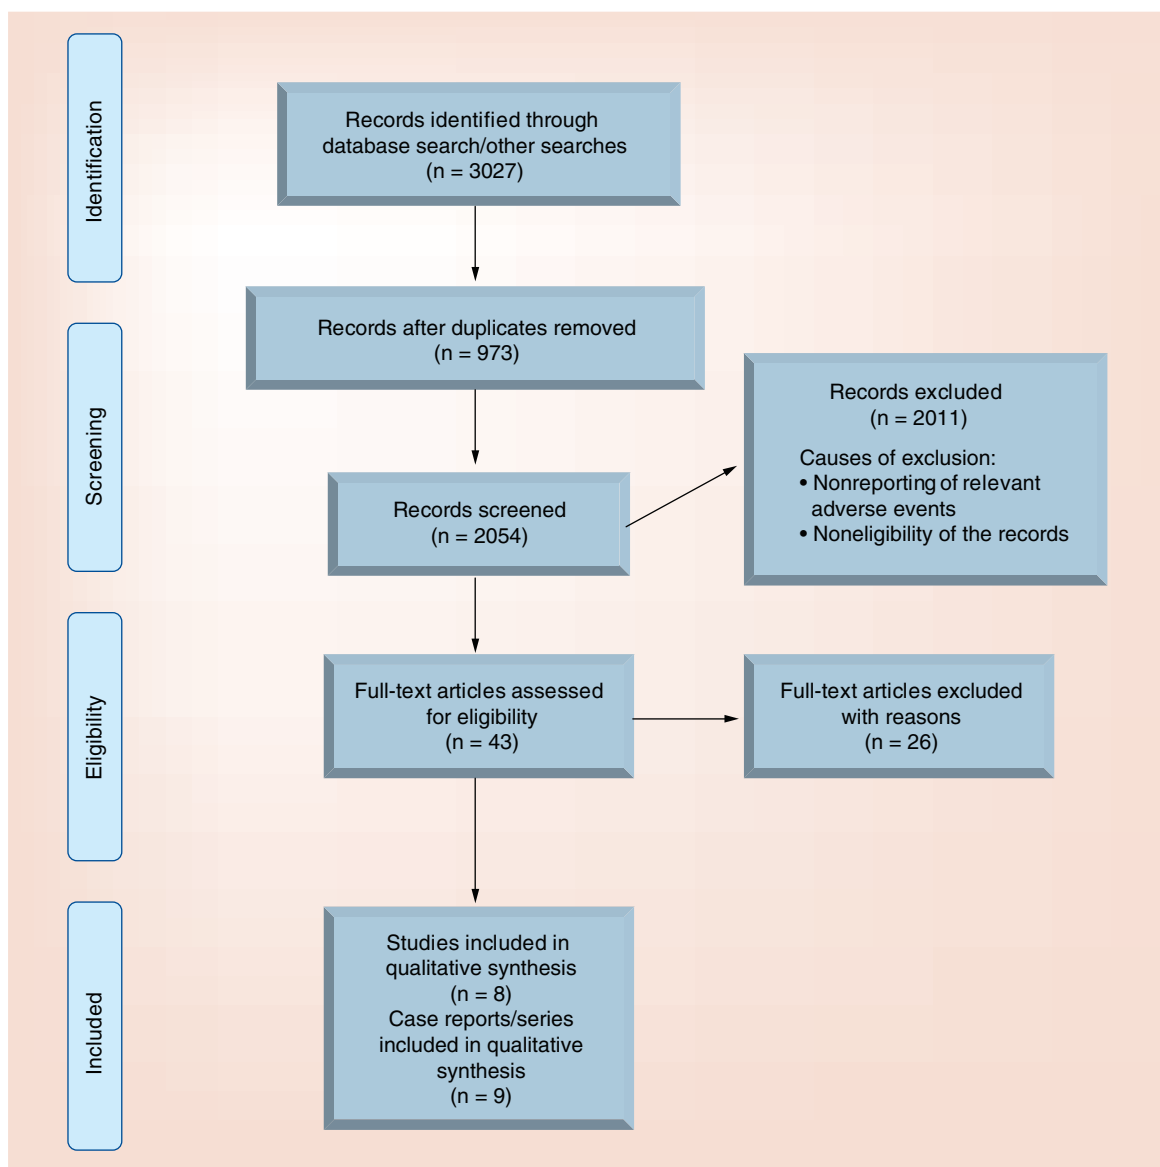 Identification
Records identified through
database search/other searches
(n = 3027)
Records after duplicates removed
(n = 973)
Screening
Records screened
(n = 2054)
Records excluded
(n = 2011)
Causes of exclusion:
• Nonreporting of relevant
adverse events
• Noneligibility of the records
Eligibility
Full-text articles assessed
for eligibility
(n = 43)
Full-text articles excluded
with reasons
(n = 26)
Included
Studies included in
qualitative synthesis
(n = 8)
Case reports/series
included in qualitative
synthesis
(n = 9)